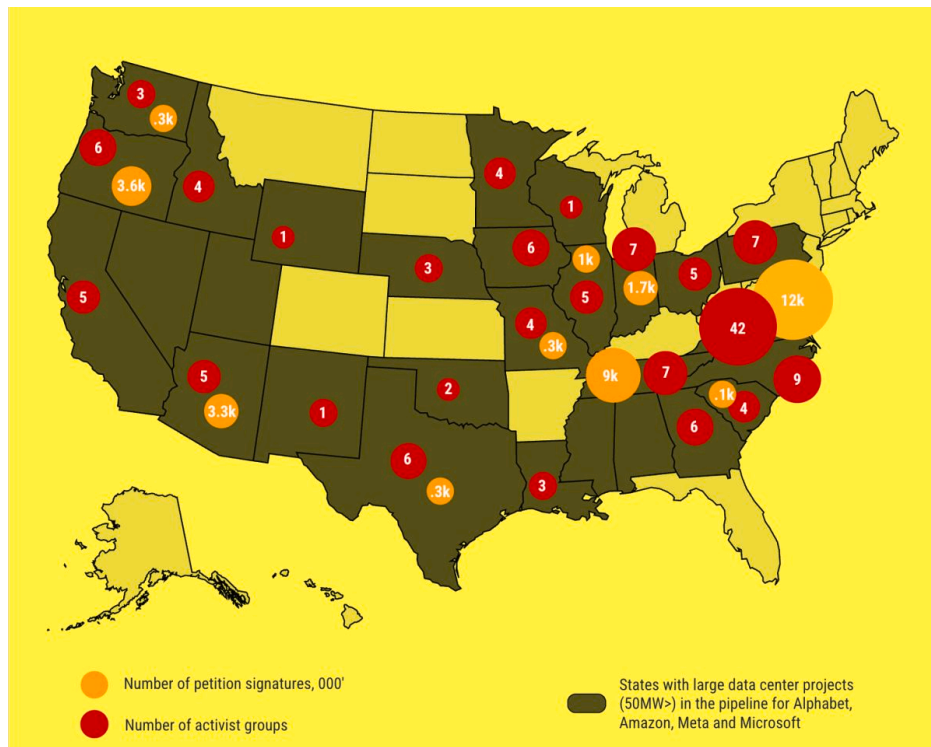 3
.3k
6
3.6k
4
1
5
5
3.3k
1
3
2
6
.3k
4
1
6
1k
5
4
.3k
3
7
1.7k
5
7
12k
42
9k
7
9
.1k
4
6
Number of petition signatures, 000'
Number of activist groups
States with large data center projects
(50MW>) in the pipeline for Alphabet,
Amazon, Meta and Microsoft